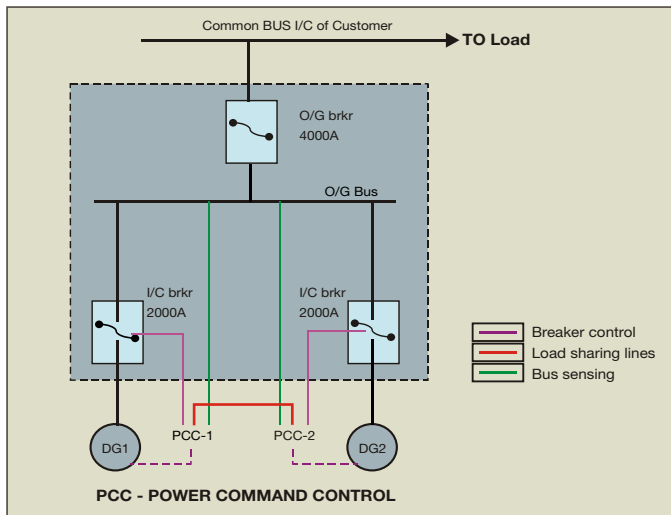 Common BUS I/C of Customer
TO Load
O/G brkr
4000A
O/G Bus
I/C brkr
2000A
I/C brkr
2000A
Breaker control
Load sharing lines
Bus sensing
DG1
PCC-1
PCC-2
DG2
PCC - POWER COMMAND CONTROL